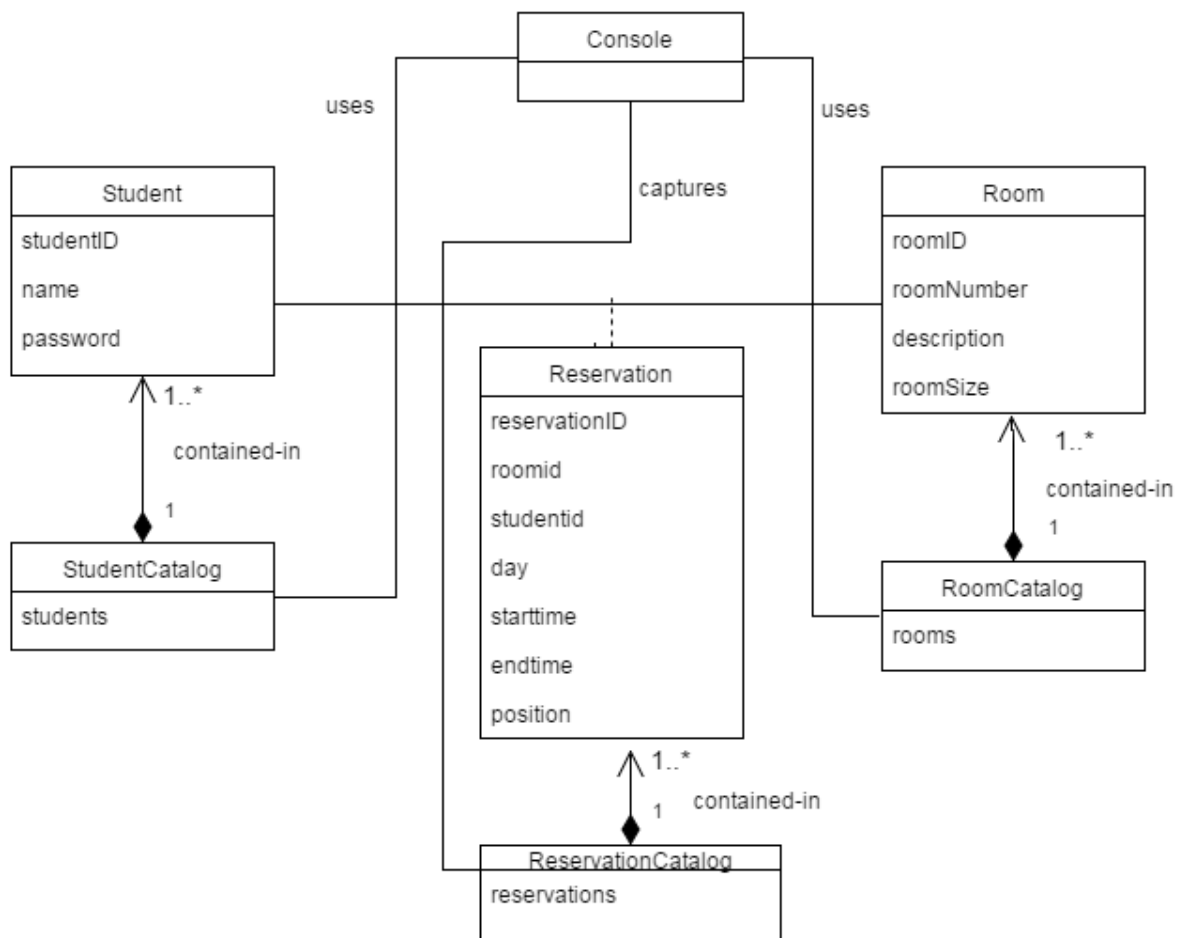 Console
uses
uses
captures
Student
studentID
name
password
1..*
contained-in
1
StudentCatalog
students
Room
roomID
roomNumber
description
roomSize
1..*
contained-in
1
RoomCatalog
rooms
Reservation
reservationID
roomid
studentid
day
starttime
endtime
position
1..*
contained-in
1
ReservationCatalog
reservations